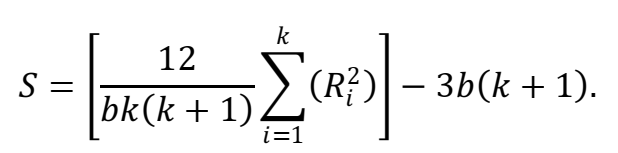 S = [ 12 / bk(k + 1) ∑_{i=1}^{k} (R_i^2) ] − 3b(k + 1).